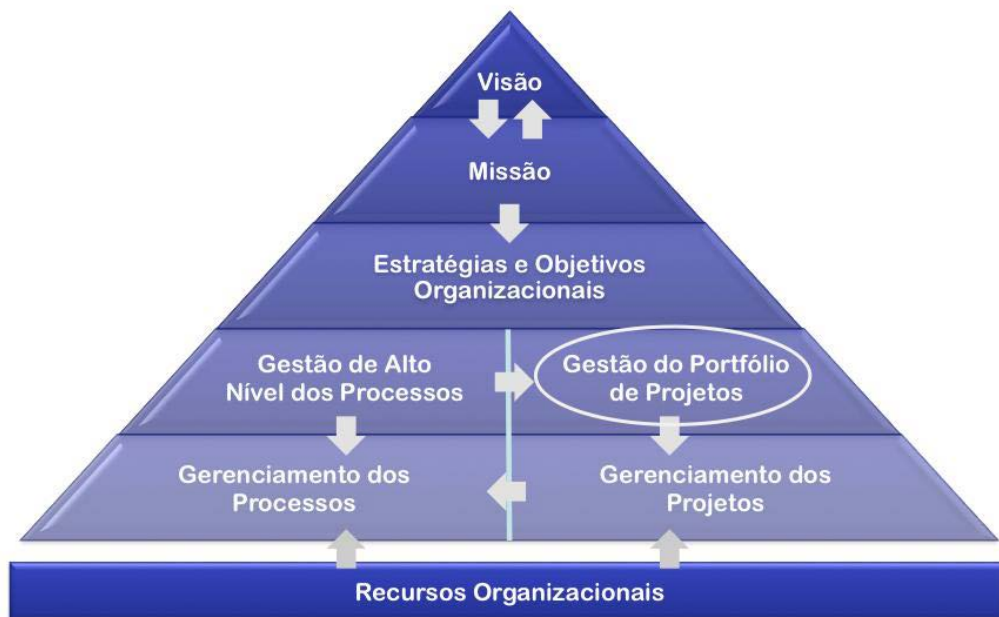 Visão
Missão
Estratégias e Objetivos
Organizacionais
Gestão de Alto
Nível dos Processos
Gestão do Portfólio
de Projetos
Gerenciamento dos
Processos
Gerenciamento dos
Projetos
Recursos Organizacionais